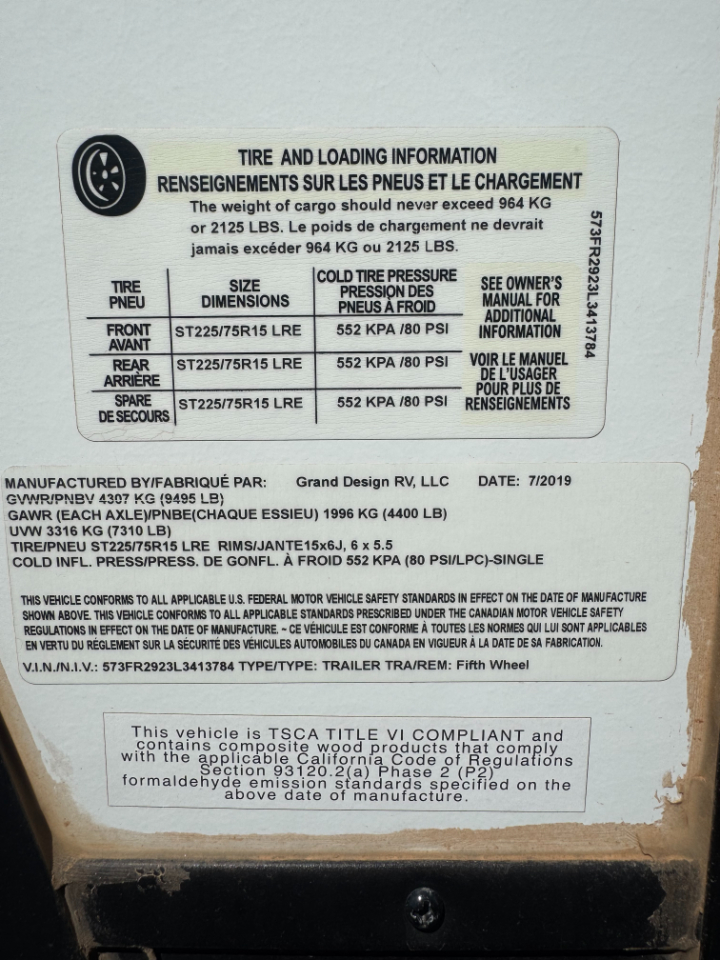 TIRE AND LOADING INFORMATION
RENSEIGNEMENTS SUR LES PNEUS ET LE CHARGEMENT
The weight of cargo should never exceed 964 KG
or 2125 LBS. Le poids de chargement ne devrait
jamais excéder 964 KG ou 2125 LBS.
TIRE
PNEU
SIZE
DIMENSIONS
COLD TIRE PRESSURE
PRESSION DES
PNEUS À FROID
FRONT
AVANT
ST225/75R15 LRE
552 KPA /80 PSI
REAR
ARRIÈRE
ST225/75R15 LRE
552 KPA /80 PSI
SPARE
DE SECOURS
ST225/75R15 LRE
552 KPA /80 PSI
SEE OWNER'S
MANUAL FOR
ADDITIONAL
INFORMATION
VOIR LE MANUEL
DE L'USAGER
POUR PLUS DE
RENSEIGNEMENTS
573FR2923L3413784
MANUFACTURED BY/FABRIQUÉ PAR: Grand Design RV, LLC DATE: 7/2019
GVWR/PNBV 4307 KG (9495 LB)
GAWR (EACH AXLE)/PNBE(CHAQUE ESSIEU) 1996 KG (4400 LB)
UVW 3316 KG (7310 LB)
TIRE/PNEU ST225/75R15 LRE RIMS/JANTE15x6J, 6 x 5.5
COLD INFL. PRESS/PRESS. DE GONFL. À FROID 552 KPA (80 PSI/LPC)-SINGLE
THIS VEHICLE CONFORMS TO ALL APPLICABLE U.S. FEDERAL MOTOR VEHICLE SAFETY STANDARDS IN EFFECT ON THE DATE OF MANUFACTURE
SHOWN ABOVE. THIS VEHICLE CONFORMS TO ALL APPLICABLE STANDARDS PRESCRIBED UNDER THE CANADIAN MOTOR VEHICLE SAFETY
REGULATIONS IN EFFECT ON THE DATE OF MANUFACTURE. ~ CE VÉHICULE EST CONFORME À TOUTES LES NORMES QUI LUI SONT APPLICABLES
EN VERTU DU RÉGLEMENT SUR LA SÉCURITÉ DES VÉHICULES AUTOMOBILES DU CANADA EN VIGUEUR À LA DATE DE SA FABRICATION.
V.I.N./N.I.V.: 573FR2923L3413784 TYPE/TYPE: TRAILER TRA/REM: Fifth Wheel
This vehicle is TSCA TITLE VI COMPLIANT and
contains composite wood products that comply
with the applicable California Code of Regulations
Section 93120.2(a) Phase 2 (P2)
formaldehyde emission standards specified on the
above date of manufacture.